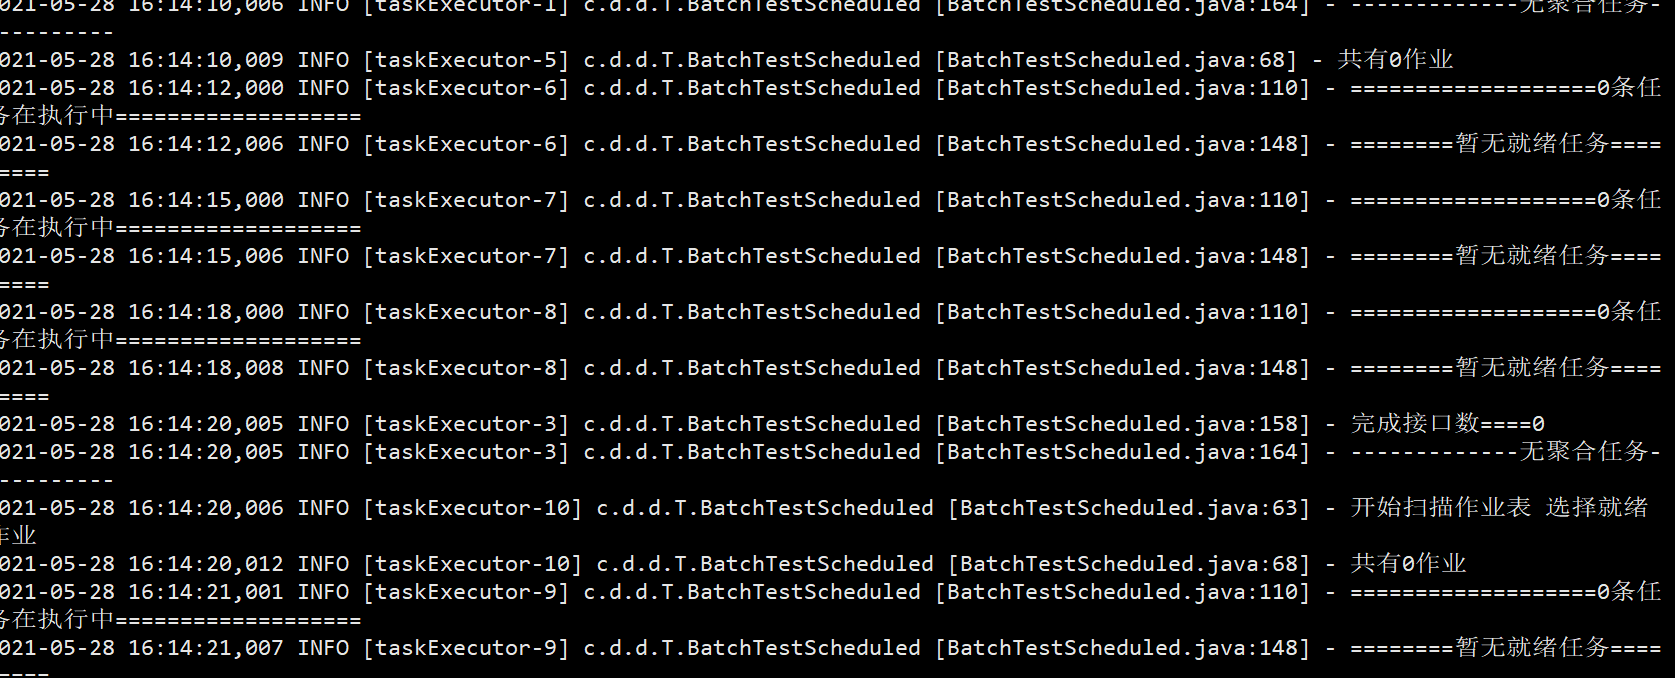 021-05-28 16:14:10,006 INFO [taskExecutor-1] c.d.d.T.BatchTestScheduled [BatchTestScheduled.java:164] - -------------无聚合任务-
---------
021-05-28 16:14:10,009 INFO [taskExecutor-5] c.d.d.T.BatchTestScheduled [BatchTestScheduled.java:68] - 共有0作业
021-05-28 16:14:12,000 INFO [taskExecutor-6] c.d.d.T.BatchTestScheduled [BatchTestScheduled.java:110] - ===================0条任
务在执行中===================
021-05-28 16:14:12,006 INFO [taskExecutor-6] c.d.d.T.BatchTestScheduled [BatchTestScheduled.java:148] - ========暂无就绪任务====
====
021-05-28 16:14:15,000 INFO [taskExecutor-7] c.d.d.T.BatchTestScheduled [BatchTestScheduled.java:110] - ===================0条任
务在执行中===================
021-05-28 16:14:15,006 INFO [taskExecutor-7] c.d.d.T.BatchTestScheduled [BatchTestScheduled.java:148] - ========暂无就绪任务====
====
021-05-28 16:14:18,000 INFO [taskExecutor-8] c.d.d.T.BatchTestScheduled [BatchTestScheduled.java:110] - ===================0条任
务在执行中===================
021-05-28 16:14:18,008 INFO [taskExecutor-8] c.d.d.T.BatchTestScheduled [BatchTestScheduled.java:148] - ========暂无就绪任务====
====
021-05-28 16:14:20,005 INFO [taskExecutor-3] c.d.d.T.BatchTestScheduled [BatchTestScheduled.java:158] - 完成接口数====0
021-05-28 16:14:20,005 INFO [taskExecutor-3] c.d.d.T.BatchTestScheduled [BatchTestScheduled.java:164] - -------------无聚合任务-
---------
021-05-28 16:14:20,006 INFO [taskExecutor-10] c.d.d.T.BatchTestScheduled [BatchTestScheduled.java:63] - 开始扫描作业表 选择就绪
作业
021-05-28 16:14:20,012 INFO [taskExecutor-10] c.d.d.T.BatchTestScheduled [BatchTestScheduled.java:68] - 共有0作业
021-05-28 16:14:21,001 INFO [taskExecutor-9] c.d.d.T.BatchTestScheduled [BatchTestScheduled.java:110] - ===================0条任
务在执行中===================
021-05-28 16:14:21,007 INFO [taskExecutor-9] c.d.d.T.BatchTestScheduled [BatchTestScheduled.java:148] - ========暂无就绪任务====
====